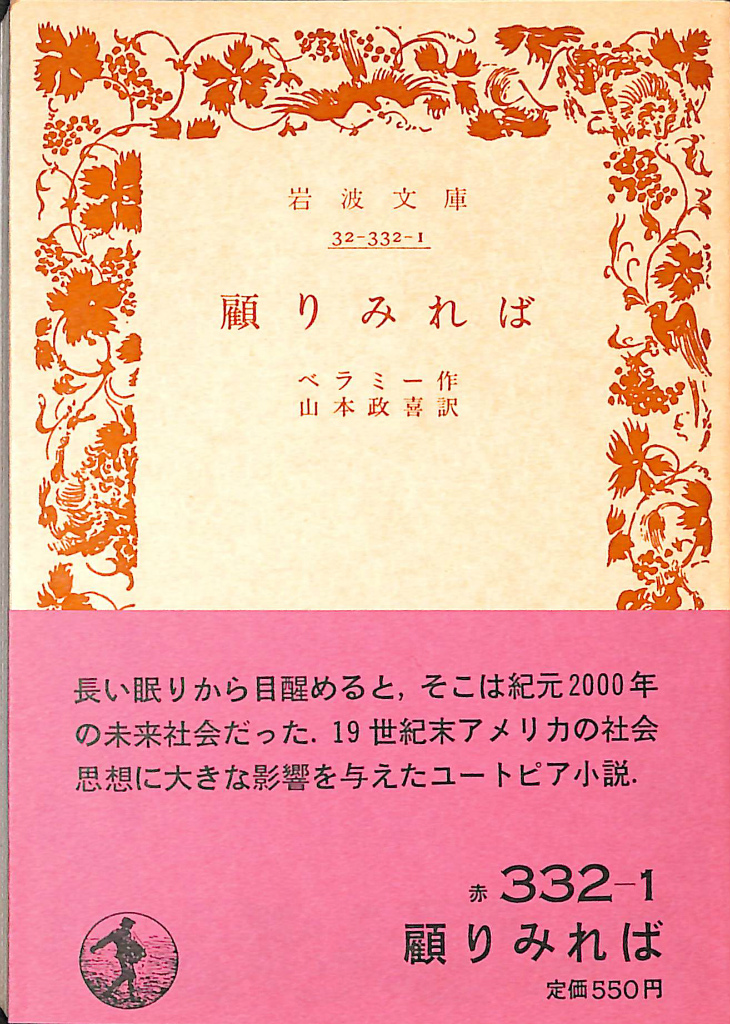 岩波文庫
32-332-1
顧りみれば
ベラミー作
山本政喜訳
長い眠りから目醒めると, そこは紀元2000年
の未来社会だった. 19世紀末アメリカの社会
思想に大きな影響を与えたユートピア小説.
赤 332-1
顧りみれば
定価550円